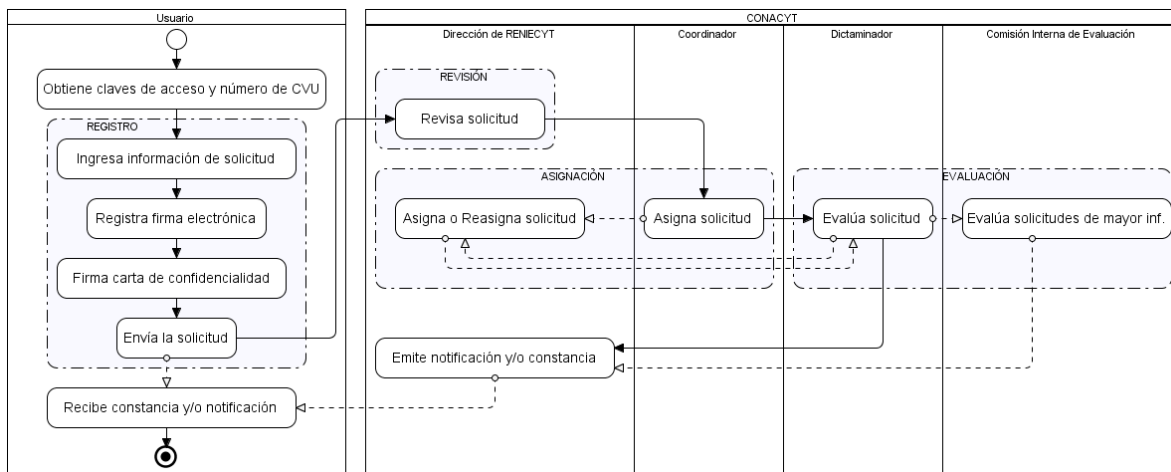 Usuario
CONACYT
Dirección de RENIECYT
Coordinador
Dictaminador
Comisión Interna de Evaluación
Obtiene claves de acceso y número de CVU
REGISTRO
Ingresa información de solicitud
Registra firma electrónica
Firma carta de confidencialidad
Envía la solicitud
Recibe constancia y/o notificación
REVISIÓN
Revisa solicitud
ASIGNACIÓN
Asigna o Reasigna solicitud
Asigna solicitud
EVALUACIÓN
Evalúa solicitud
Evalúa solicitudes de mayor inf.
Emite notificación y/o constancia